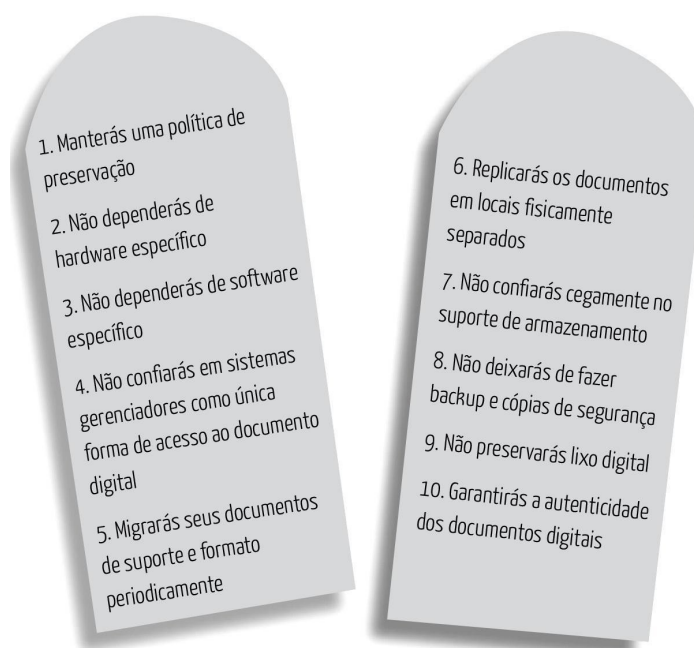 1. Manterás uma política de
preservação
2. Não dependerás de
hardware específico
3. Não dependerás de software
específico
4. Não confiarás em sistemas
gerenciadores como única
forma de acesso ao documento
digital
5. Migrarás seus documentos
de suporte e formato
periodicamente
6. Replicarás os documentos
em locais fisicamente
separados
7. Não confiarás cegamente no
suporte de armazenamento
8. Não deixarás de fazer
backup e cópias de segurança
9. Não preservarás lixo digital
10. Garantirás a autenticidade
dos documentos digitais